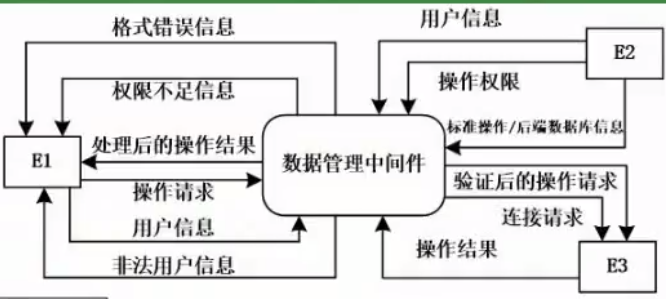 格式错误信息
用户信息
E2
权限不足信息
操作权限
标准操作/后端数据库信息
处理后的操作结果
E1
数据管理中间件
操作请求
验证后的操作请求
用户信息
连接请求
操作结果
非法用户信息
E3